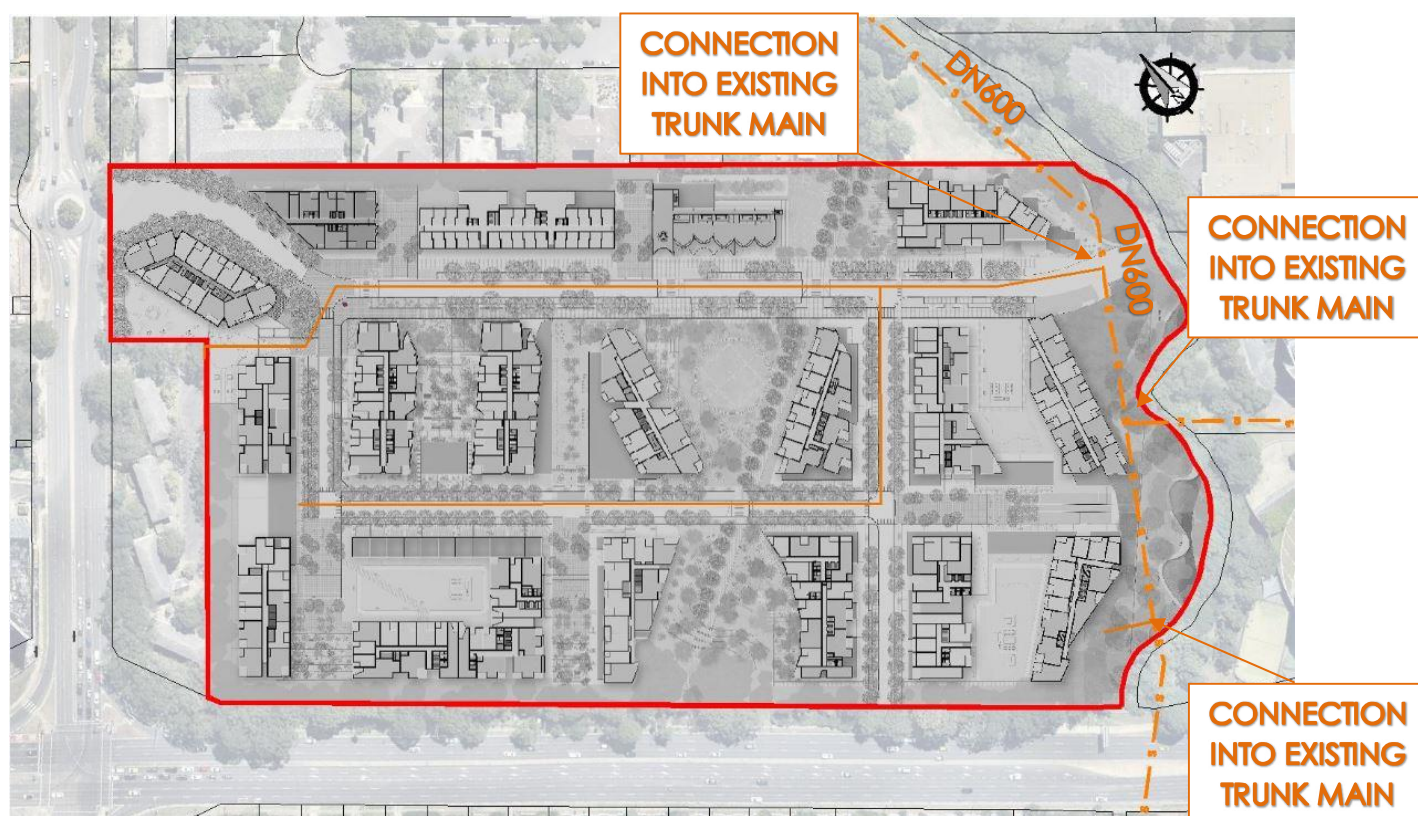 CONNECTION
INTO EXISTING
TRUNK MAIN
DN600
DN600
CONNECTION
INTO EXISTING
TRUNK MAIN
CONNECTION
INTO EXISTING
TRUNK MAIN